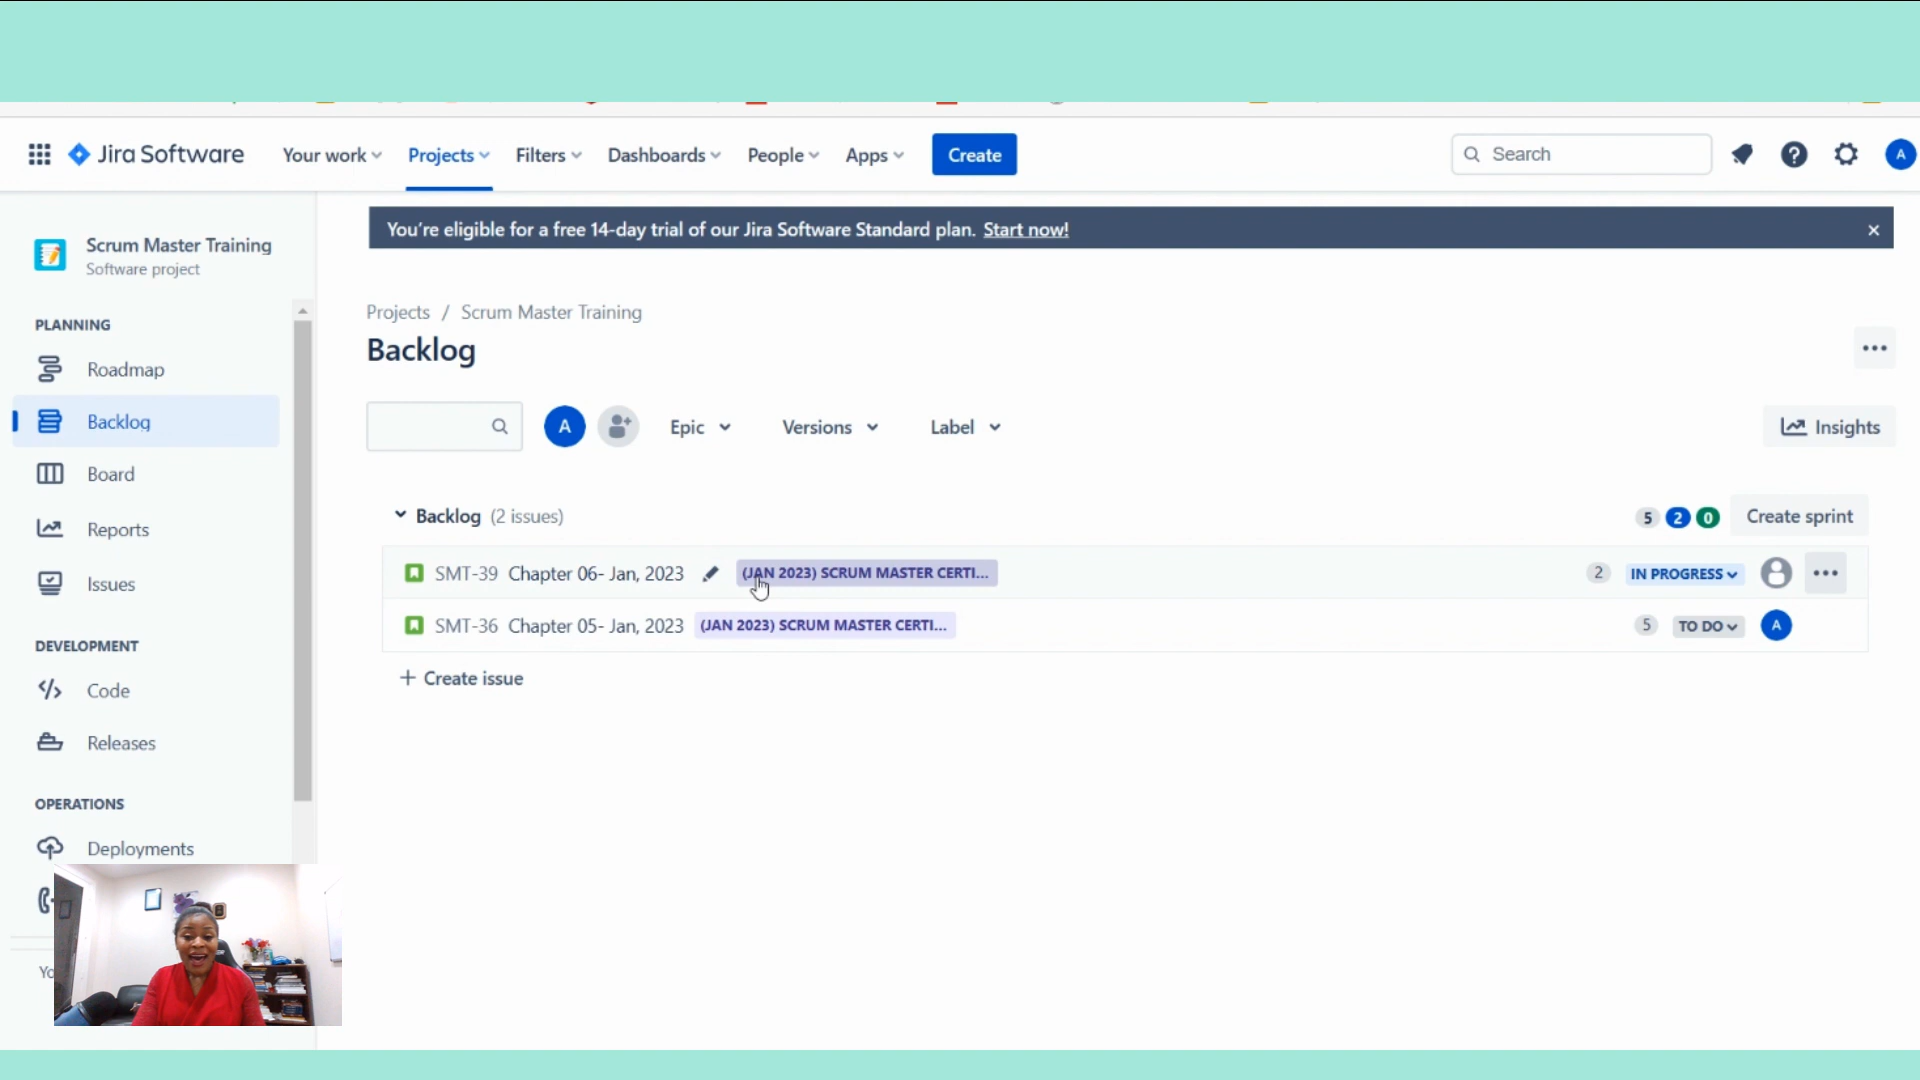 Jira Software
Your work
Projects
Filters
Dashboards
People
Apps
Create
Search
A
Scrum Master Training
Software project
You're eligible for a free 14-day trial of our Jira Software Standard plan. Start now!
PLANNING
Roadmap
Backlog
Board
Reports
Issues
DEVELOPMENT
Code
Releases
OPERATIONS
Deployments
Projects / Scrum Master Training
Backlog
A
Epic
Versions
Label
Insights
Backlog (2 issues)
5 2 0
Create sprint
SMT-39 Chapter 06- Jan, 2023 (JAN 2023) SCRUM MASTER CERTI... 2 IN PROGRESS
SMT-36 Chapter 05- Jan, 2023 (JAN 2023) SCRUM MASTER CERTI... 5 TO DO A
+ Create issue